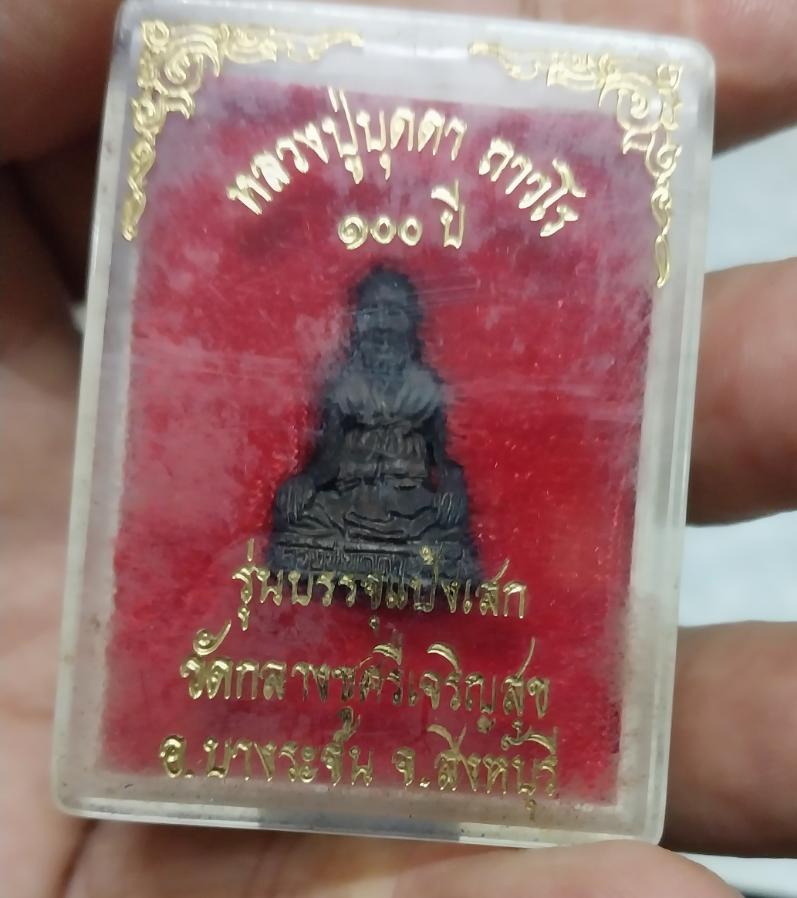 หลวงปู่บุดดา ถาวโร
๑๐๐ ปี
รุ่นบรรจุแป้งเสก
วัดกลางชูศรีเจริญสุข
อ.บางระจัน จ.สิงห์บุรี